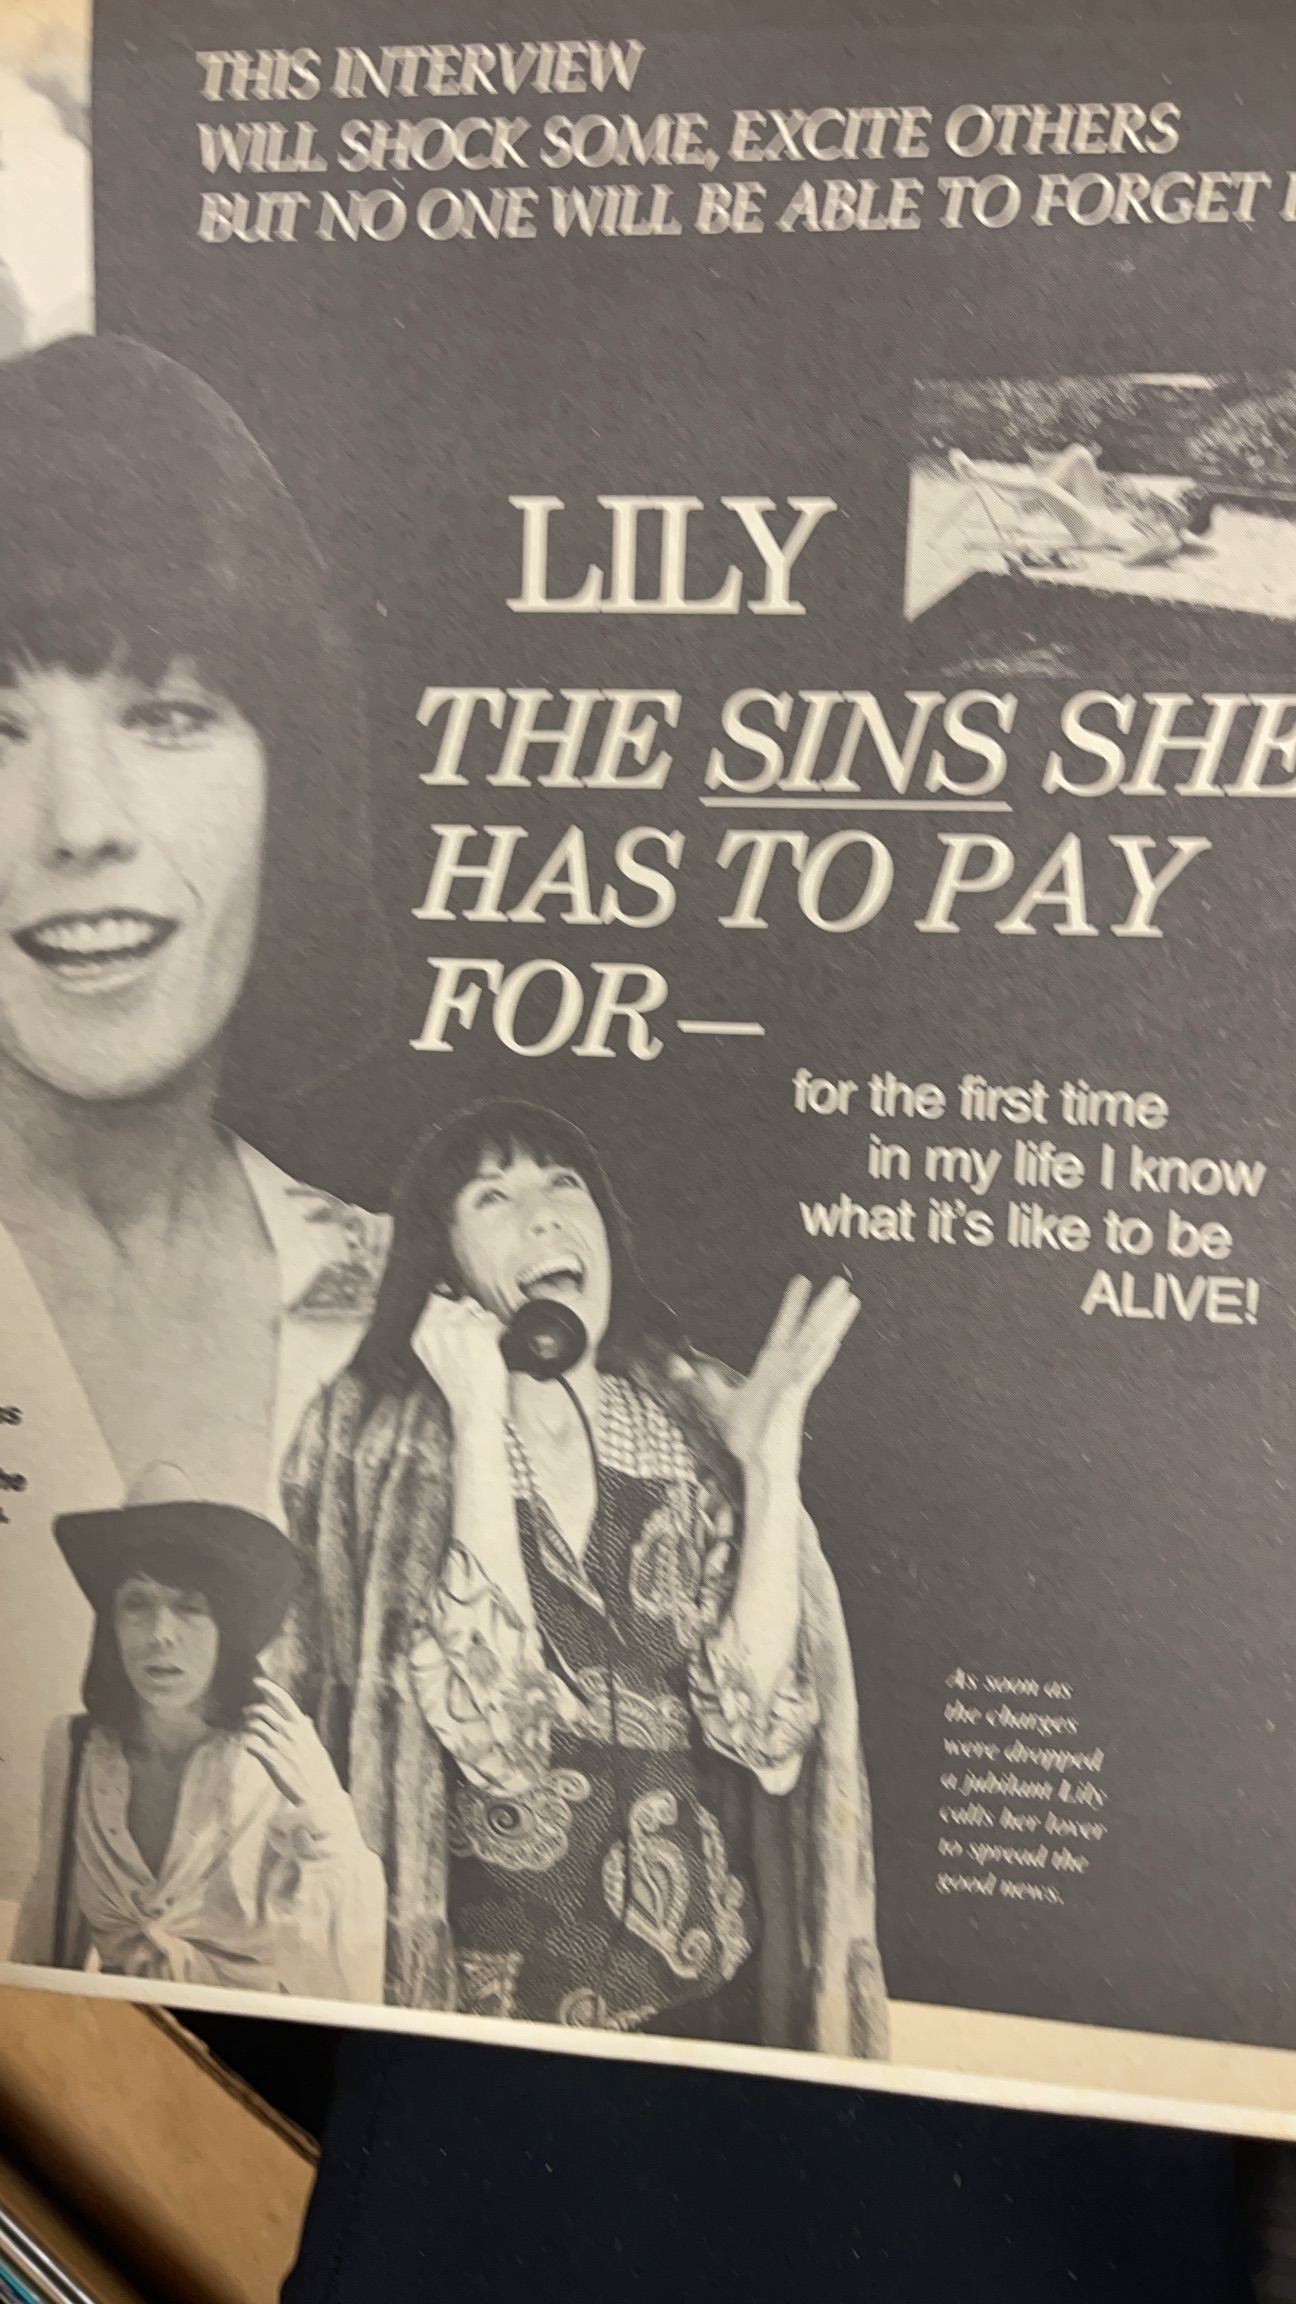 THIS INTERVIEW
WILL SHOCK SOME, EXCITE OTHERS
BUT NO ONE WILL BE ABLE TO FORGET
LILY
THE SINS SHE
HAS TO PAY
FOR—
for the first time
in my life I know
what it's like to be
ALIVE!
As soon as
the charges
were dropped
a jubilant Lily
calls her lover
to spread the
good news.